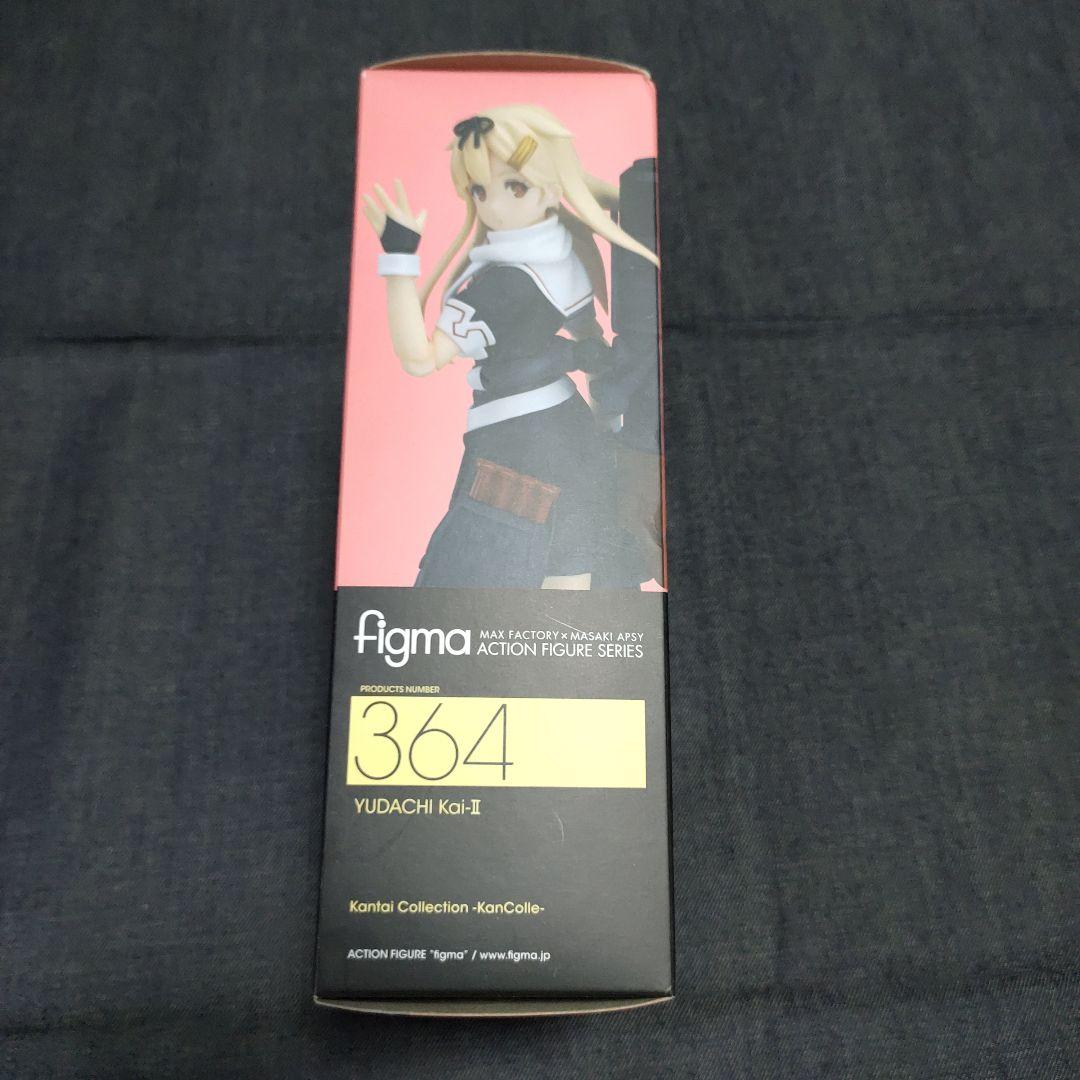 figma
MAX FACTORY × MASAKI APSY
ACTION FIGURE SERIES
PRODUCTS NUMBER
364
YUDACHI Kai-II
Kantai Collection -KanColle-
ACTION FIGURE "figma" / www.figma.jp